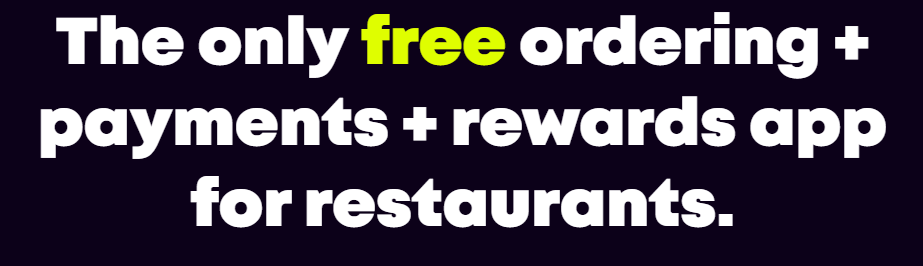 The only free ordering +
payments + rewards app
for restaurants.